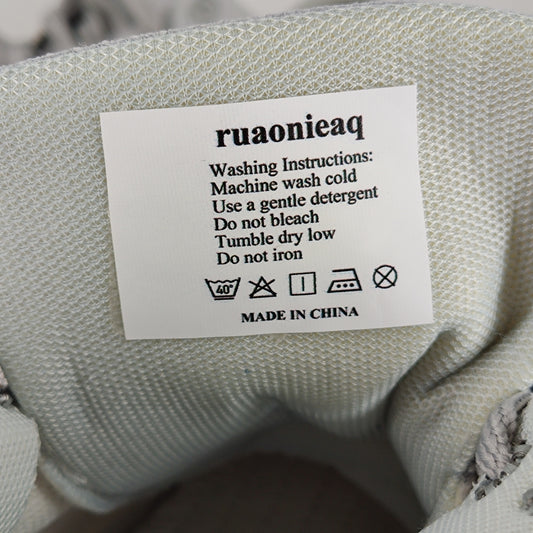 ruaonieaq
Washing Instructions:
Machine wash cold
Use a gentle detergent
Do not bleach
Tumble dry low
Do not iron
40°
MADE IN CHINA